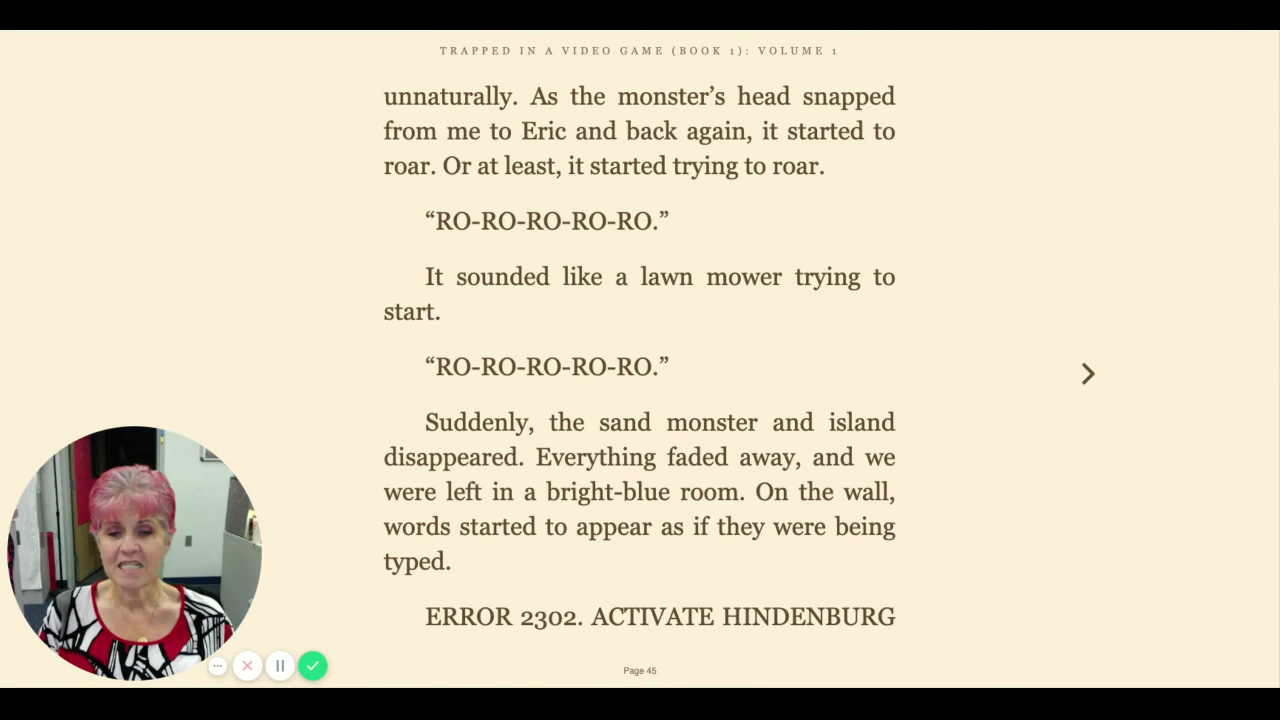 TRAPPED IN A VIDEO GAME (BOOK 1): VOLUME 1
unnaturally. As the monster’s head snapped
from me to Eric and back again, it started to
roar. Or at least, it started trying to roar.
“RO-RO-RO-RO-RO.”
It sounded like a lawn mower trying to
start.
“RO-RO-RO-RO-RO.”
Suddenly, the sand monster and island
disappeared. Everything faded away, and we
were left in a bright-blue room. On the wall,
words started to appear as if they were being
typed.
ERROR 2302. ACTIVATE HINDENBURG
Page 45